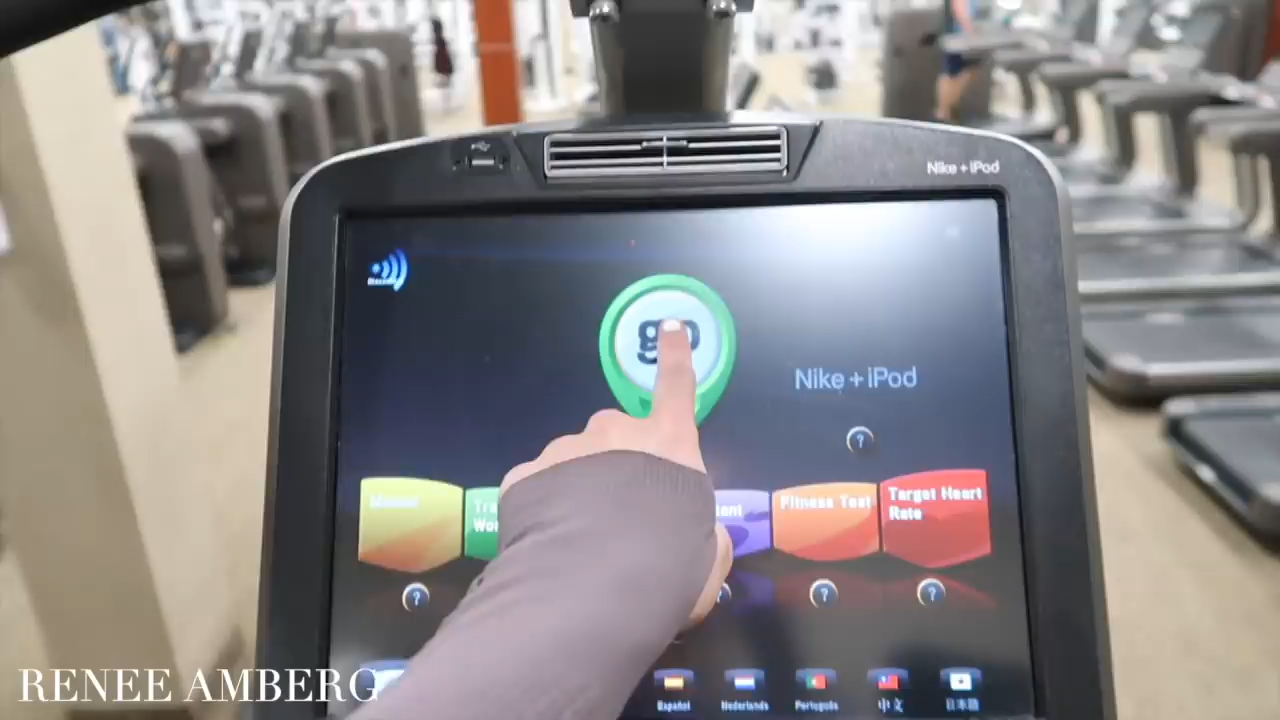 Nike + iPod
go
Nike + iPod
?
Manual
Fitness Test
Target Heart
Rate
?
?
?
Español
Nederlands
Português
中文
日本語
RENEE AMBERG